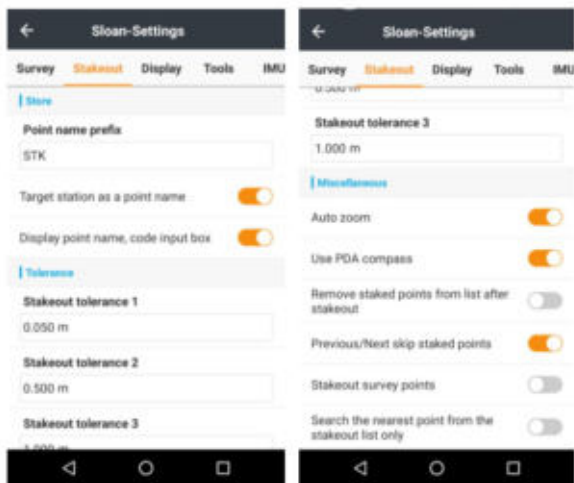 Sloan-Settings
Survey Stakeout Display Tools IMU
Store
Point name prefix
STK
Target station as a point name
Display point name, code input box
Tolerance
Stakeout tolerance 1
0.050 m
Stakeout tolerance 2
0.500 m
Stakeout tolerance 3
1.000 m
Sloan-Settings
Survey Stakeout Display Tools IMU
0.500 m
Stakeout tolerance 3
1.000 m
Miscellaneous
Auto zoom
Use PDA compass
Remove staked points from list after
stakeout
Previous/Next skip staked points
Stakeout survey points
Search the nearest point from the
stakeout list only